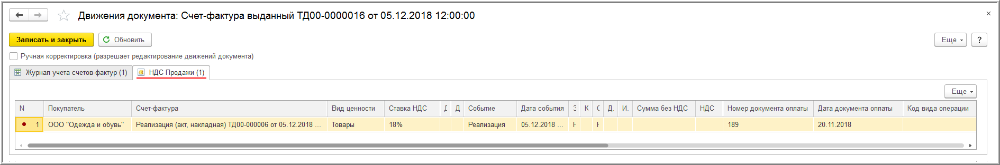 Движения документа: Счет-фактура выданный ТД00-0000016 от 05.12.2018 12:00:00
×
Записать и закрыть Обновить Еще ?
Ручная корректировка (разрешает редактирование движений документа)
Журнал учета счетов-фактур (1) НДС Продажи (1)
Еще
N Покупатель Счет-фактура Вид ценности Ставка НДС Д Д Событие Дата события З К Д. И. Сумма без НДС НДС Номер документа оплаты Дата документа оплаты Код вида операции
1 ООО "Одежда и обувь" Реализация (акт, накладная) ТД00-000006 от 05.12.2018 ... Товары 18% Реализация 05.12.2018 ... 189 20.11.2018